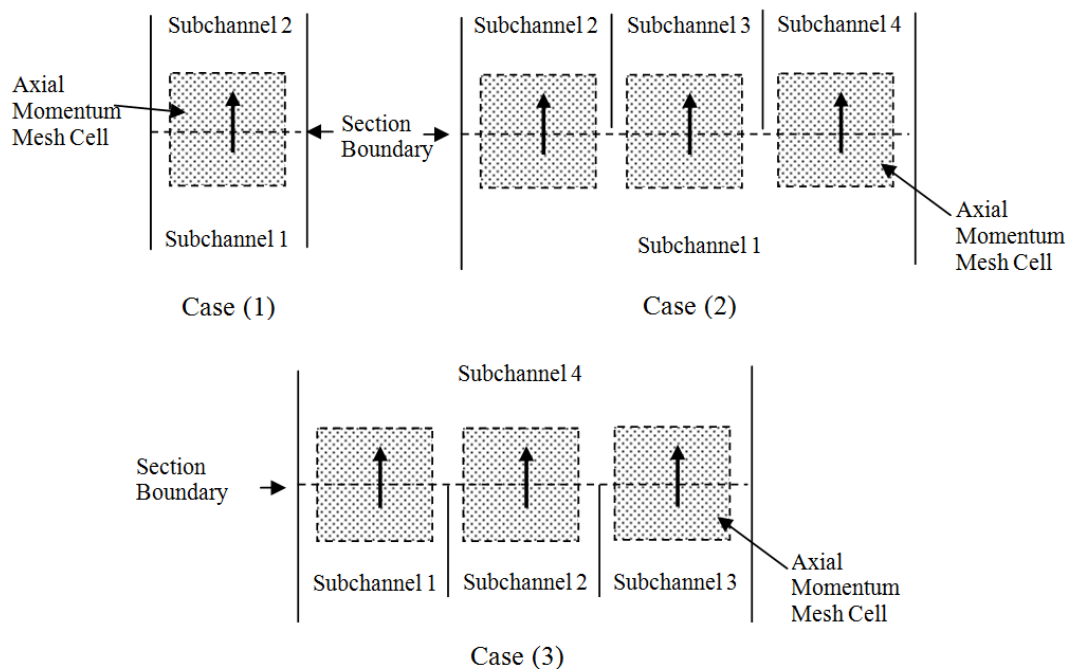 Subchannel 2
Axial
Momentum
Mesh Cell
Subchannel 1
Case (1)
Section
Boundary
Subchannel 2
Subchannel 3
Subchannel 4
Subchannel 1
Axial
Momentum
Mesh Cell
Case (2)
Subchannel 4
Section
Boundary
Subchannel 1
Subchannel 2
Subchannel 3
Axial
Momentum
Mesh Cell
Case (3)